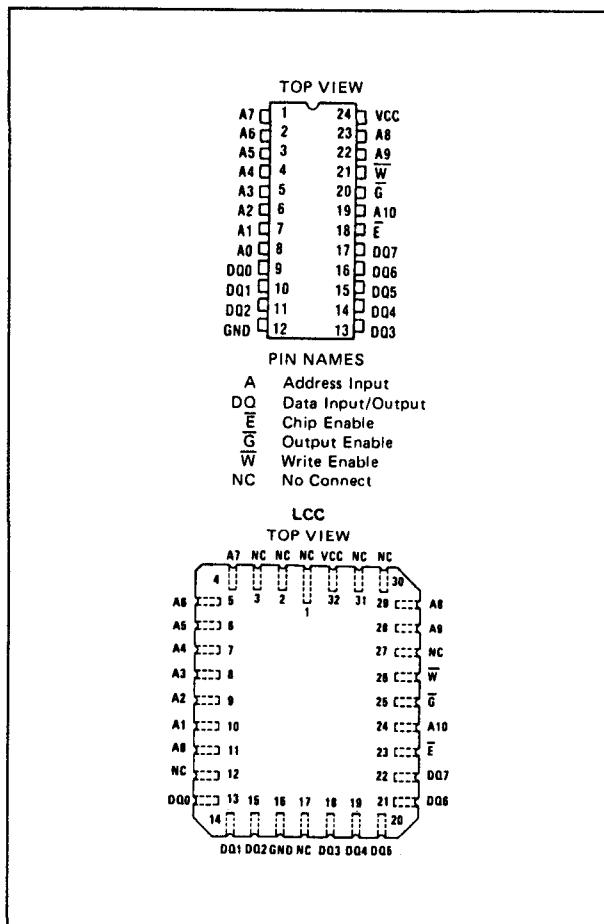 TOP VIEW
A7 1 24 VCC
A6 2 23 A8
A5 3 22 A9
A4 4 21 W̅
A3 5 20 G̅
A2 6 19 A10
A1 7 18 E̅
A0 8 17 DQ7
DQ0 9 16 DQ6
DQ1 10 15 DQ5
DQ2 11 14 DQ4
GND 12 13 DQ3
PIN NAMES
A Address Input
DQ Data Input/Output
E̅ Chip Enable
G̅ Output Enable
W̅ Write Enable
NC No Connect
LCC
TOP VIEW
A7 NC NC NC VCC NC NC
4 3 2 1 32 31 30
A6 5 29 A8
A5 6 28 A9
A4 7 27 NC
A3 8 26 W̅
A2 9 25 G̅
A1 10 24 A10
A0 11 23 E̅
NC 12 22 DQ7
DQ0 13 21 DQ6
14 15 16 17 18 19 20
DQ1 DQ2 GND NC DQ3 DQ4 DQ5